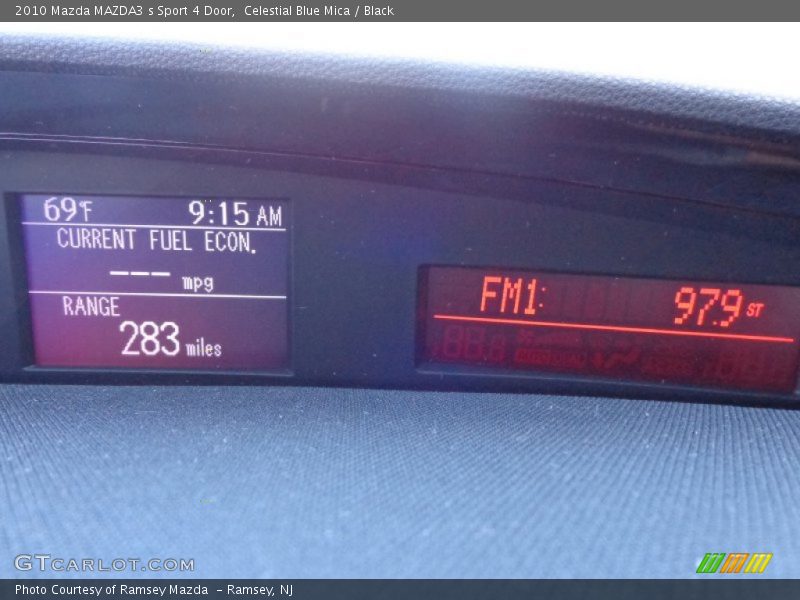 2010 Mazda MAZDA3 s Sport 4 Door,  Celestial Blue Mica / Black
69°F 9:15 AM
CURRENT FUEL ECON.
--- mpg
RANGE
283 miles
FM1: 97.9 ST
GTCARLOT.COM
Photo Courtesy of Ramsey Mazda  - Ramsey, NJ